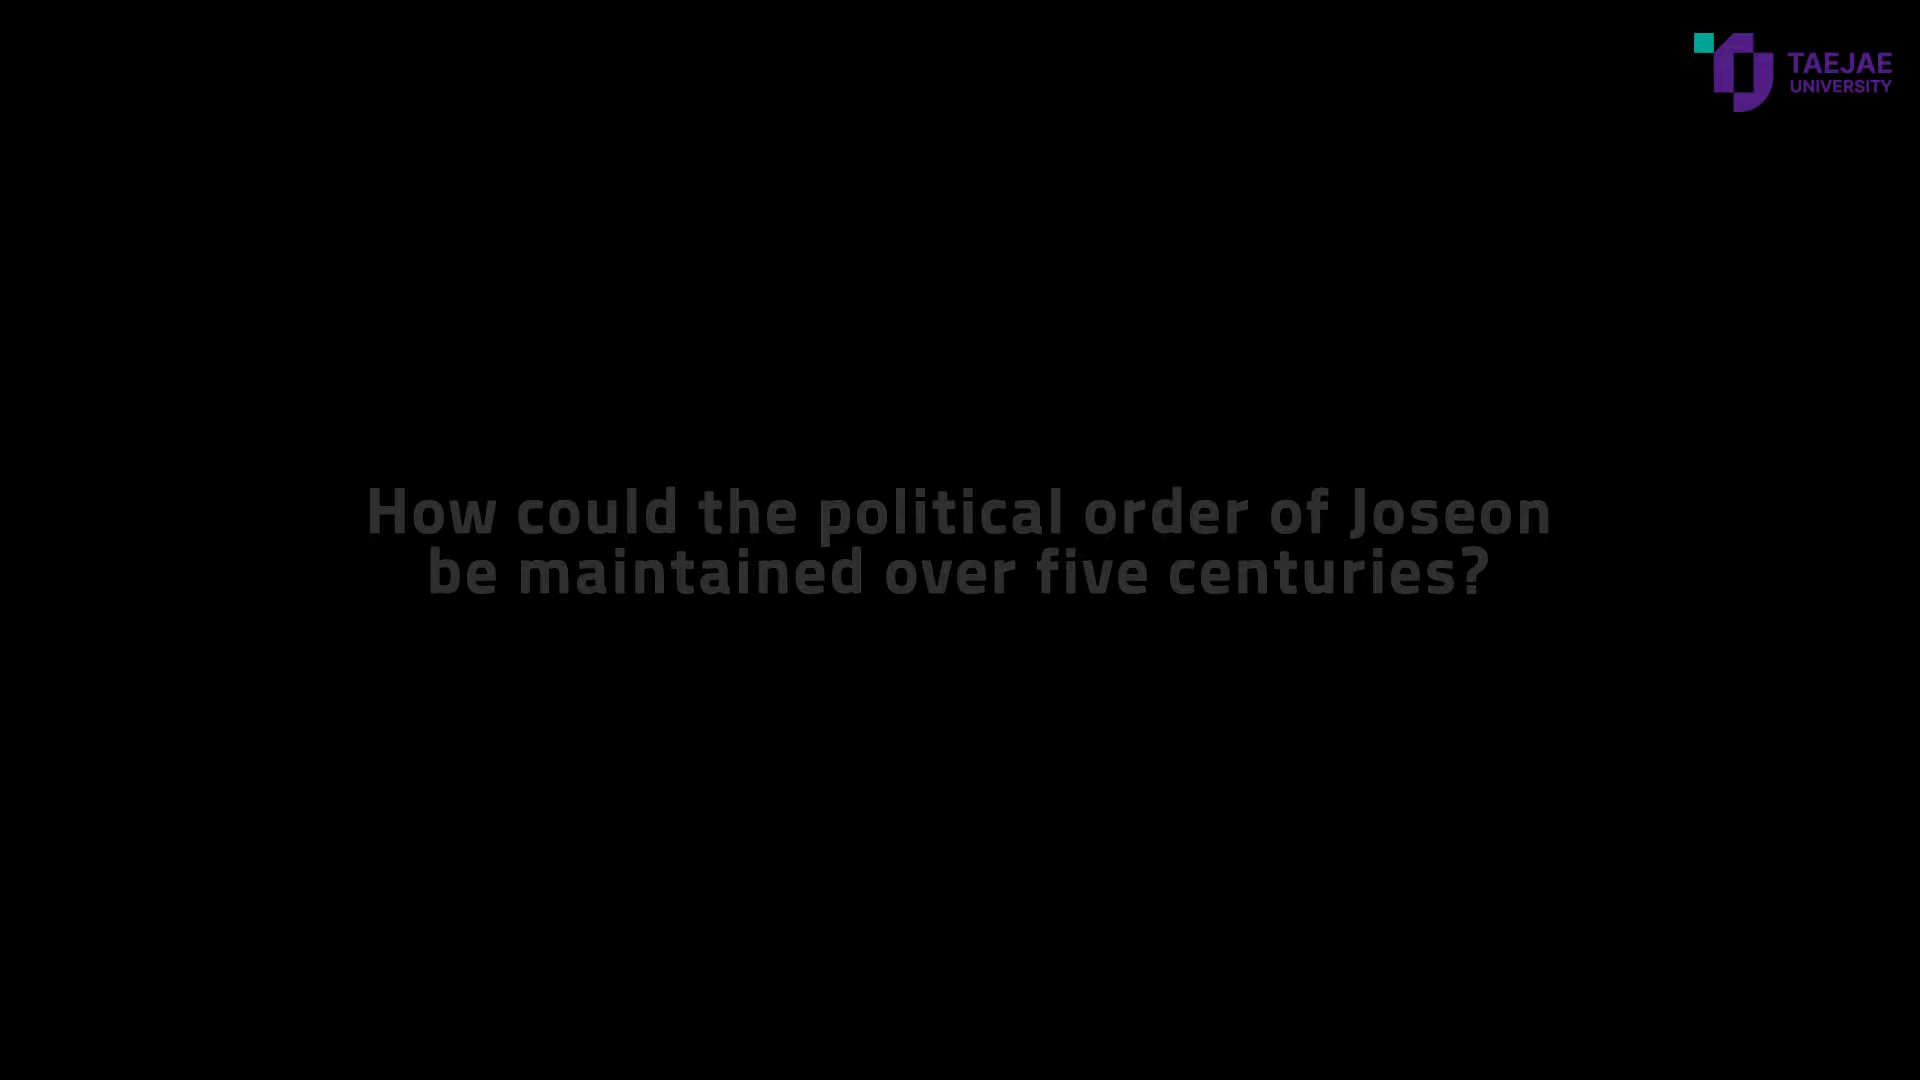 TAEJAE
UNIVERSITY
How could the political order of Joseon
be maintained over five centuries?